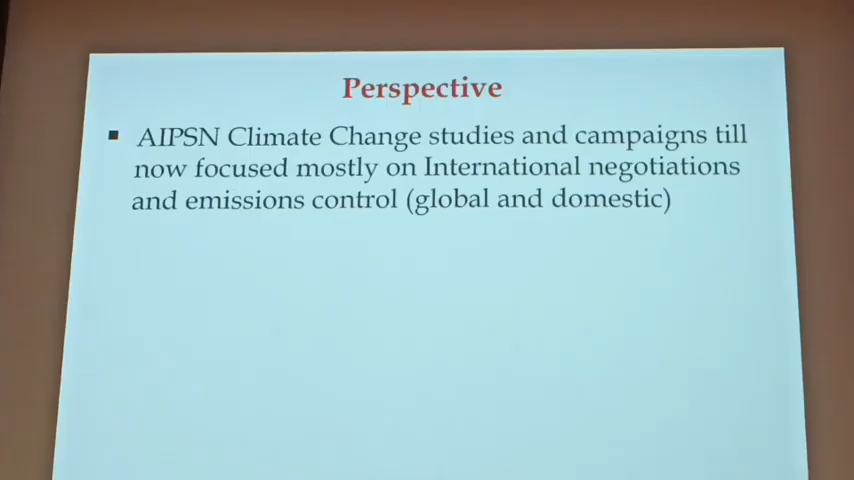 Perspective
▪ AIPSN Climate Change studies and campaigns till
now focused mostly on International negotiations
and emissions control (global and domestic)